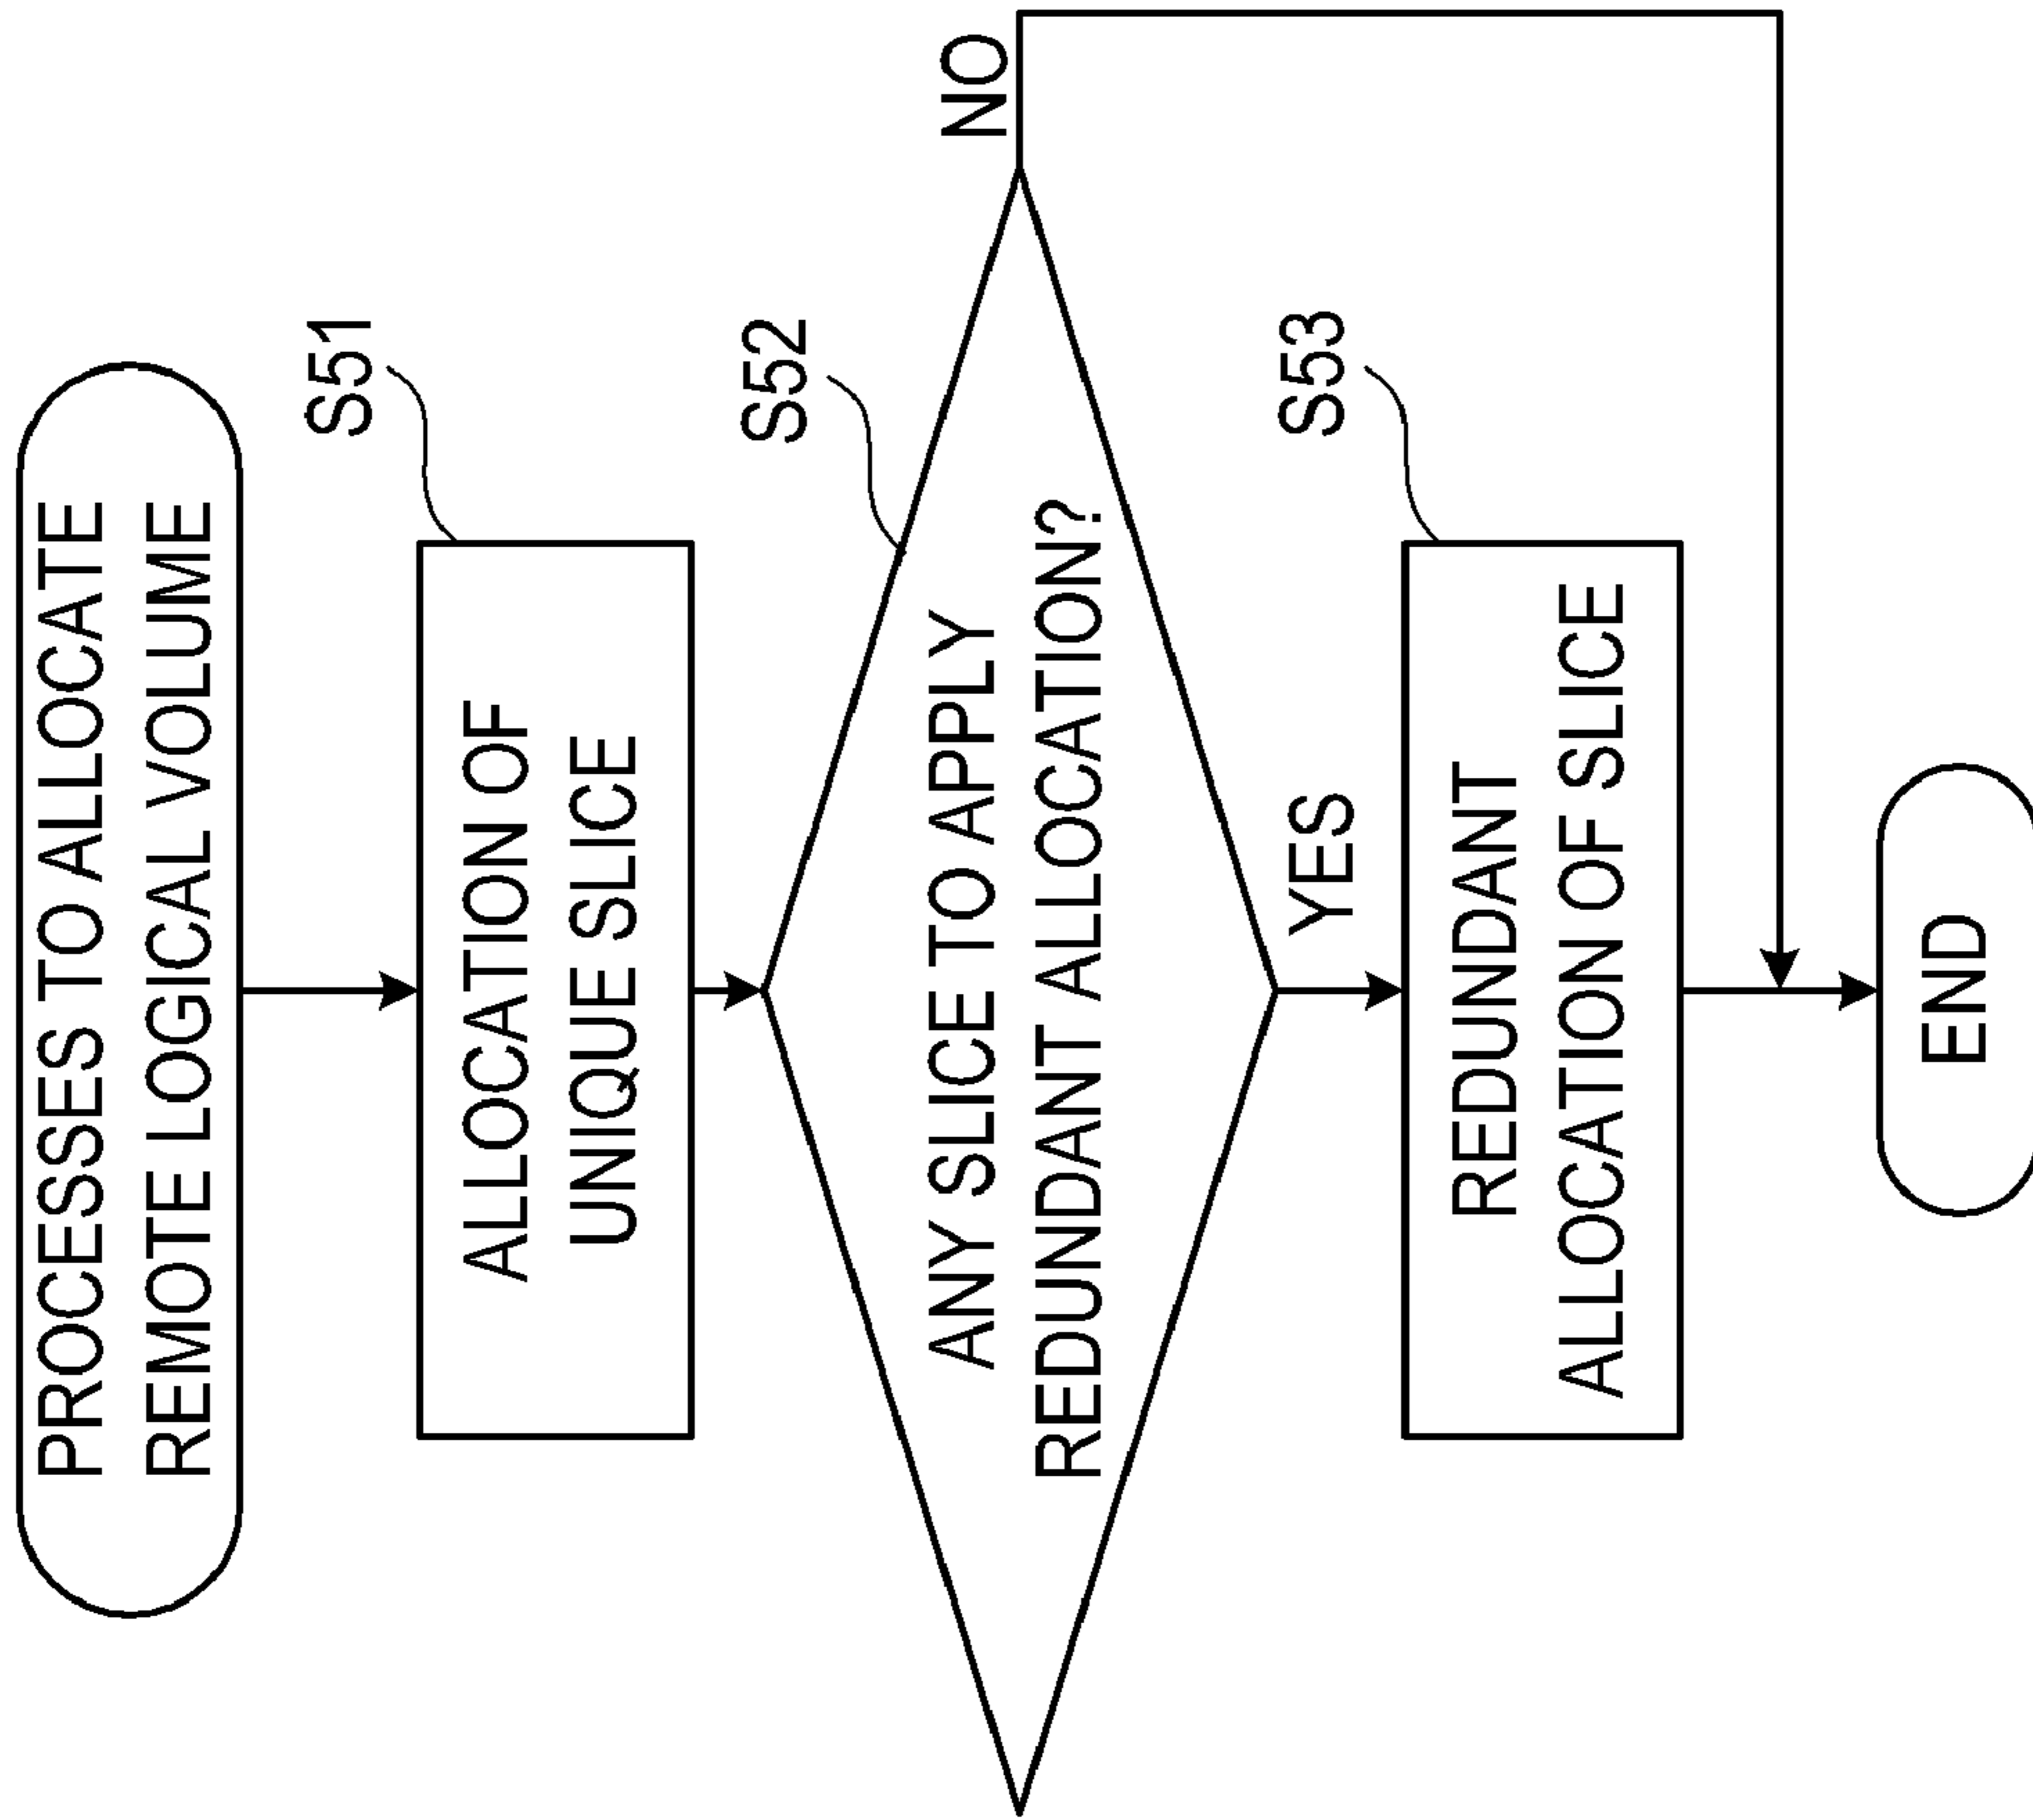 PROCESSES TO ALLOCATE
REMOTE LOGICAL VOLUME
S51
ALLOCATION OF
UNIQUE SLICE
S52
ANY SLICE TO APPLY
REDUNDANT ALLOCATION?
NO
YES
S53
REDUNDANT
ALLOCATION OF SLICE
END